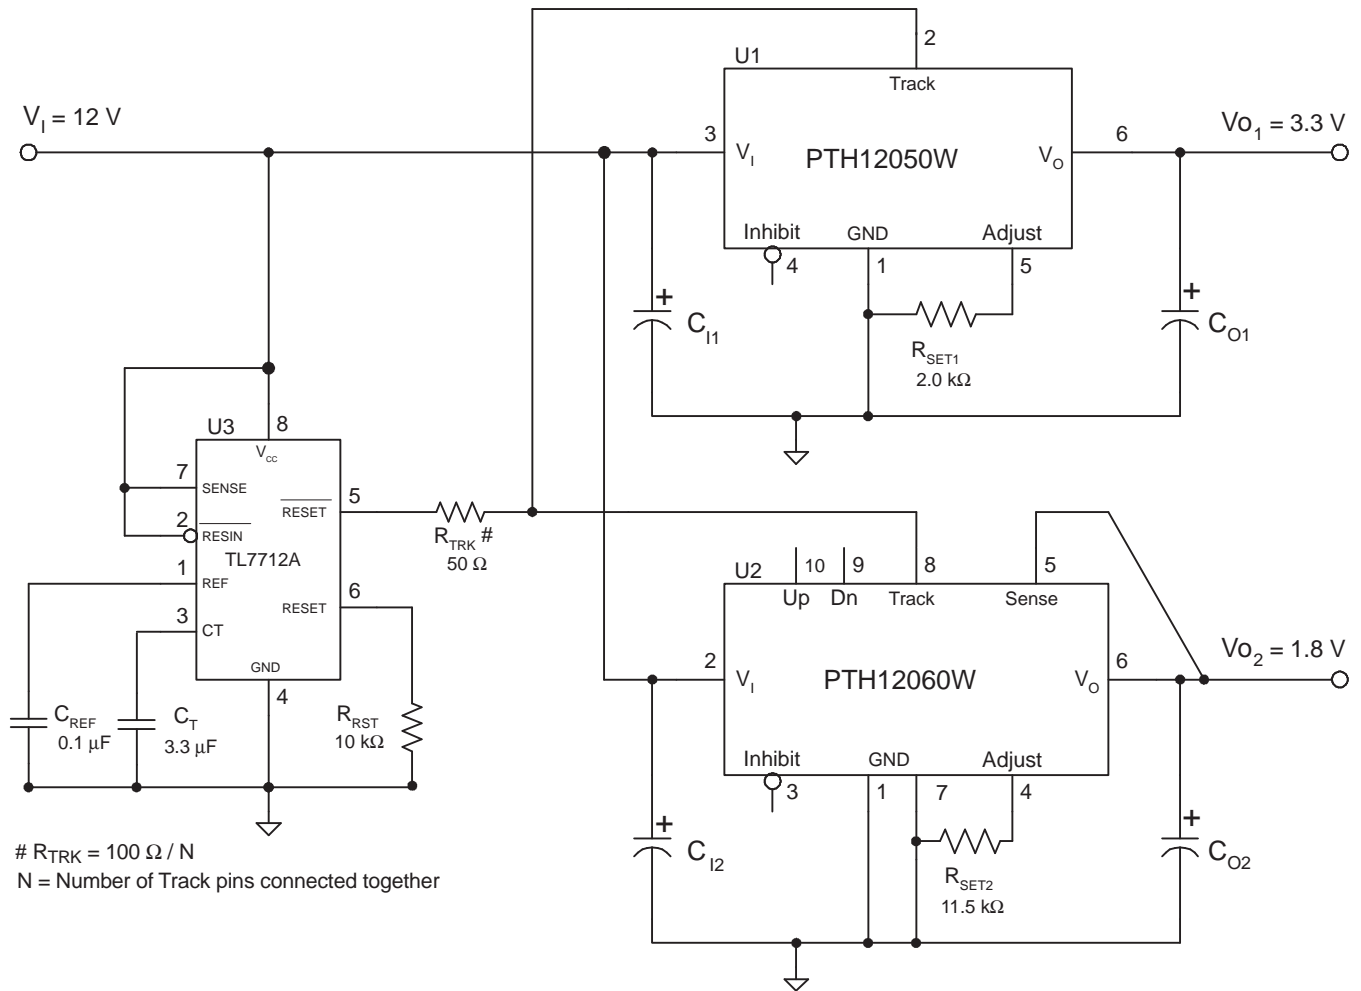 2
U1
Track
V_I = 12 V
3
6
Vo_1 = 3.3 V
V_I
PTH12050W
V_O
Inhibit
GND
Adjust
4
1
5
+
+
C_I1
C_O1
R_SET1
2.0 kΩ
U3
8
V_CC
7
SENSE
5
RESET
2
RESIN
TL7712A
R_TRK #
50 Ω
1
REF
6
RESET
3
CT
GND
4
C_REF
0.1 μF
C_T
3.3 μF
R_RST
10 kΩ
U2
10
9
8
5
Up
Dn
Track
Sense
2
6
Vo_2 = 1.8 V
V_I
PTH12060W
V_O
Inhibit
GND
Adjust
3
1
7
4
+
+
C_I2
C_O2
R_SET2
11.5 kΩ
# R_TRK = 100 Ω / N
N = Number of Track pins connected together